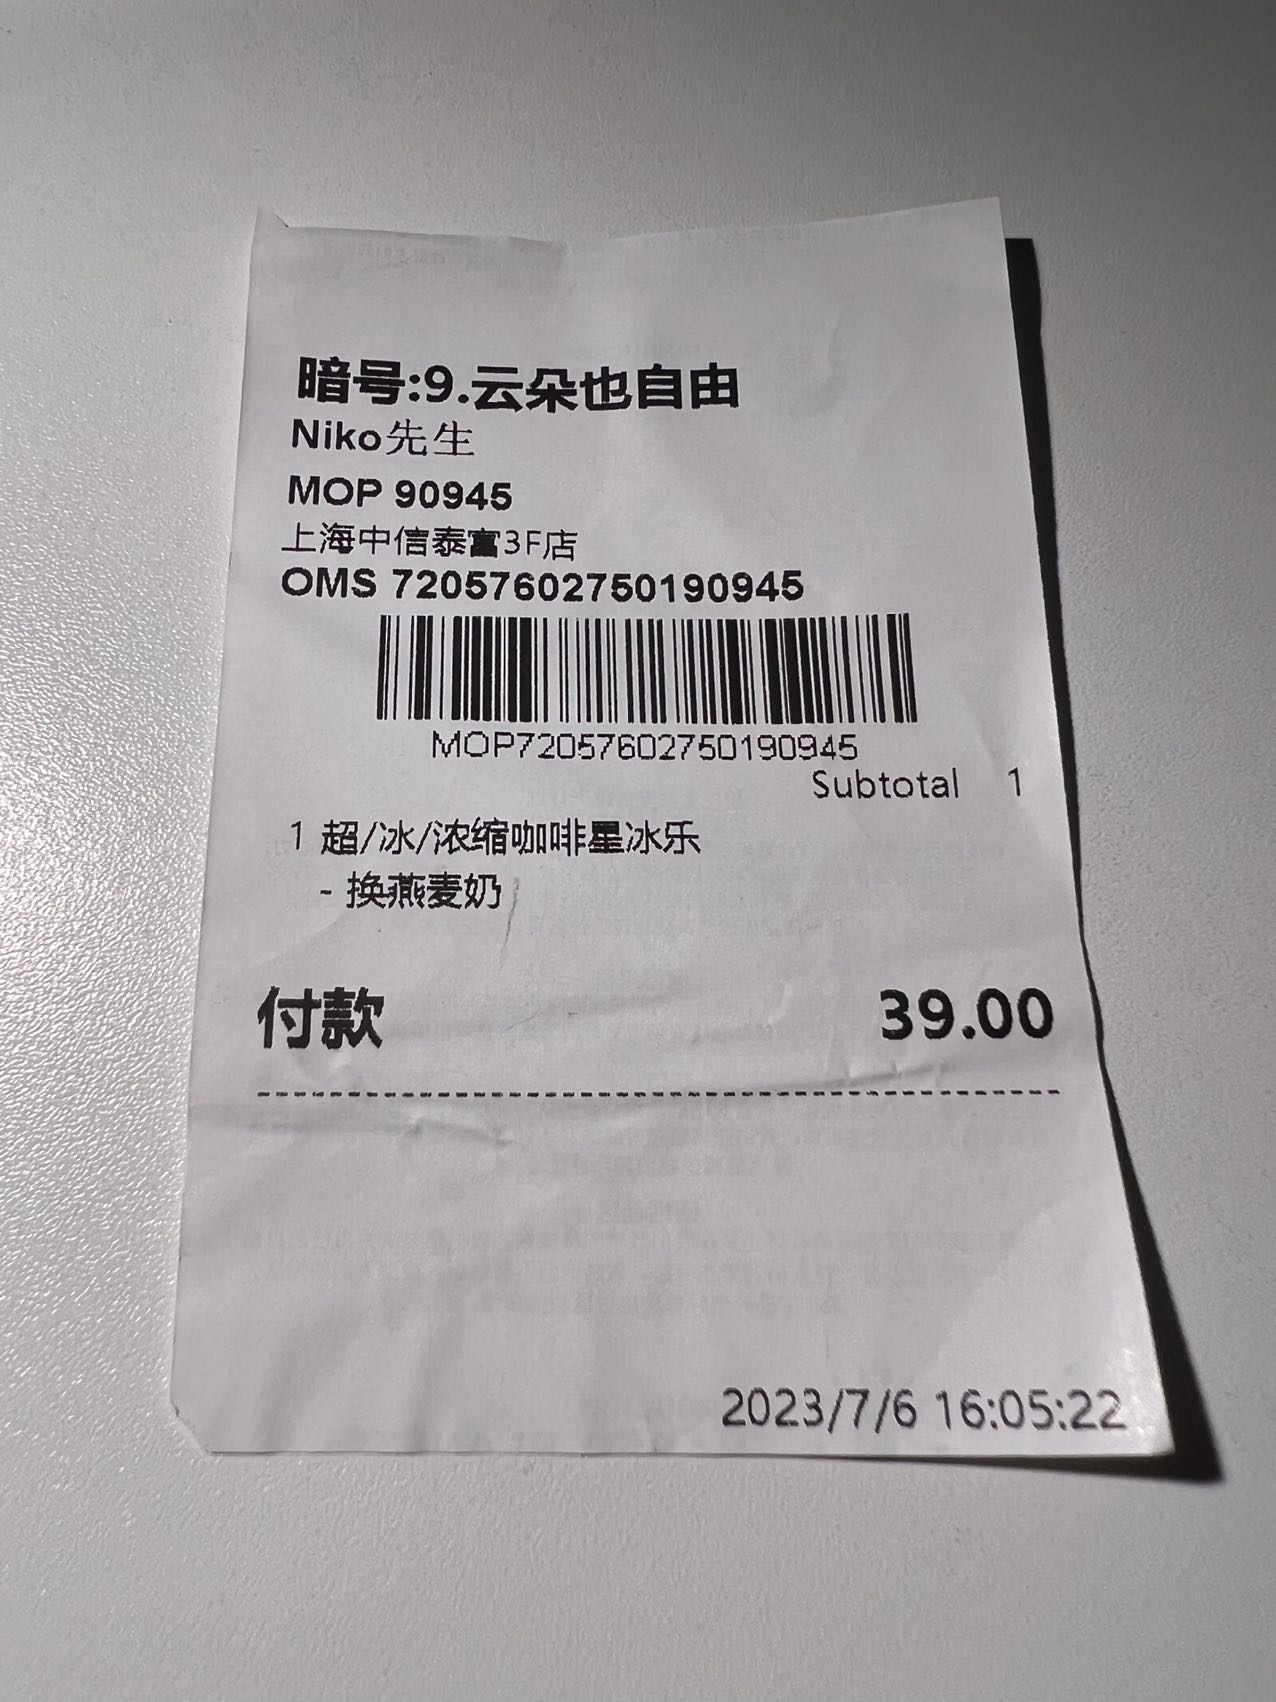 暗号:9.云朵也自由
Niko先生
MOP 90945
上海中信泰富3F店
OMS 72057602750190945
MOP72057602750190945
Subtotal 1
1 超/冰/浓缩咖啡星冰乐
- 换燕麦奶
付款 39.00
2023/7/6 16:05:22